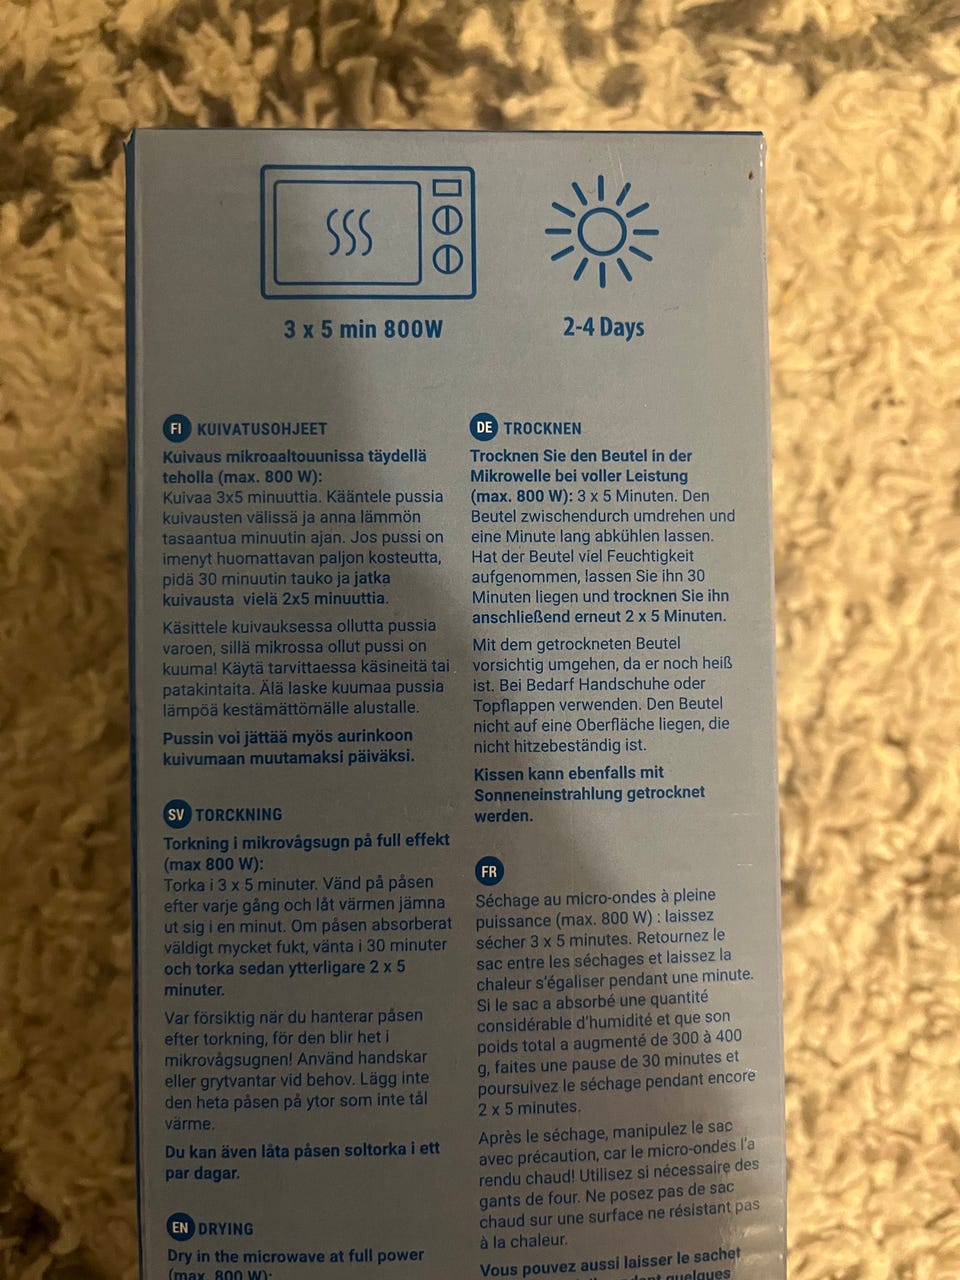 3 x 5 min 800W
2-4 Days
FI KUIVATUSOHJEET
Kuivaus mikroaaltouunissa täydellä
teholla (max. 800 W):
Kuivaa 3x5 minuuttia. Kääntele pussia
kuivausten välissä ja anna lämmön
tasaantua minuutin ajan. Jos pussi on
imenyt huomattavan paljon kosteutta,
pidä 30 minuutin tauko ja jatka
kuivausta vielä 2x5 minuuttia.
Käsittele kuivauksessa ollutta pussia
varoen, sillä mikrossa ollut pussi on
kuuma! Käytä tarvittaessa käsineitä tai
patakintaita. Älä laske kuumaa pussia
lämpöä kestämättömälle alustalle.
Pussin voi jättää myös aurinkoon
kuivumaan muutamaksi päiväksi.
SV TORCKNING
Torkning i mikrovågsugn på full effekt
(max 800 W):
Torka i 3 x 5 minuter. Vänd på påsen
efter varje gång och låt värmen jämna
ut sig i en minut. Om påsen absorberat
väldigt mycket fukt, vänta i 30 minuter
och torka sedan ytterligare 2 x 5
minuter.
Var försiktig när du hanterar påsen
efter torkning, för den blir het i
mikrovågsugnen! Använd handskar
eller grytvantar vid behov. Lägg inte
den heta påsen på ytor som inte tål
värme.
Du kan även låta påsen soltorka i ett
par dagar.
EN DRYING
Dry in the microwave at full power
(max. 800 W):
DE TROCKNEN
Trocknen Sie den Beutel in der
Mikrowelle bei voller Leistung
(max. 800 W): 3 x 5 Minuten. Den
Beutel zwischendurch umdrehen und
eine Minute lang abkühlen lassen.
Hat der Beutel viel Feuchtigkeit
aufgenommen, lassen Sie ihn 30
Minuten liegen und trocknen Sie ihn
anschließend erneut 2 x 5 Minuten.
Mit dem getrockneten Beutel
vorsichtig umgehen, da er noch heiß
ist. Bei Bedarf Handschuhe oder
Topflappen verwenden. Den Beutel
nicht auf eine Oberfläche liegen, die
nicht hitzebeständig ist.
Kissen kann ebenfalls mit
Sonneneinstrahlung getrocknet
werden.
FR
Séchage au micro-ondes à pleine
puissance (max. 800 W) : laissez
sécher 3 x 5 minutes. Retournez le
sac entre les séchages et laissez la
chaleur s'égaliser pendant une minute.
Si le sac a absorbé une quantité
considérable d'humidité et que son
poids total a augmenté de 300 à 400
g, faites une pause de 30 minutes et
poursuivez le séchage pendant encore
2 x 5 minutes.
Après le séchage, manipulez le sac
avec précaution, car le micro-ondes l'a
rendu chaud! Utilisez si nécessaire des
gants de four. Ne posez pas de sac
chaud sur une surface ne résistant pas
à la chaleur.
Vous pouvez aussi laisser le sachet
quelques